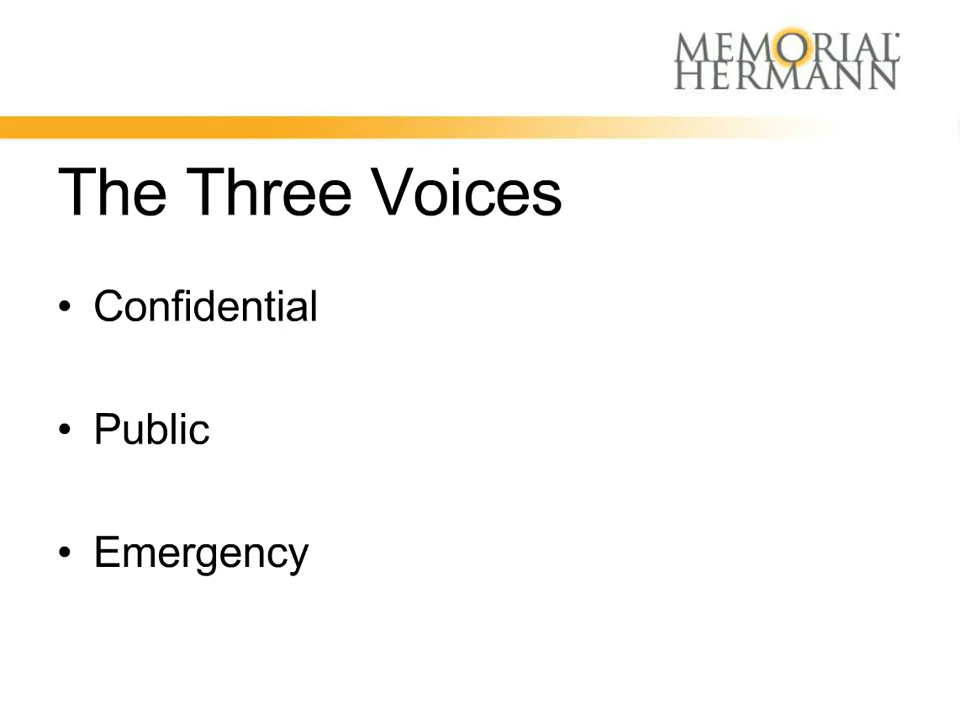 MEMORIAL
HERMANN
The Three Voices
• Confidential
• Public
• Emergency